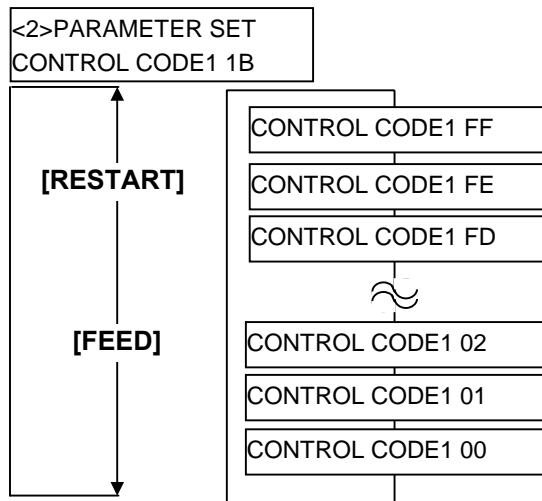 <2>PARAMETER SET
CONTROL CODE1 1B
CONTROL CODE1 FF
[RESTART]
CONTROL CODE1 FE
CONTROL CODE1 FD
[FEED]
CONTROL CODE1 02
CONTROL CODE1 01
CONTROL CODE1 00